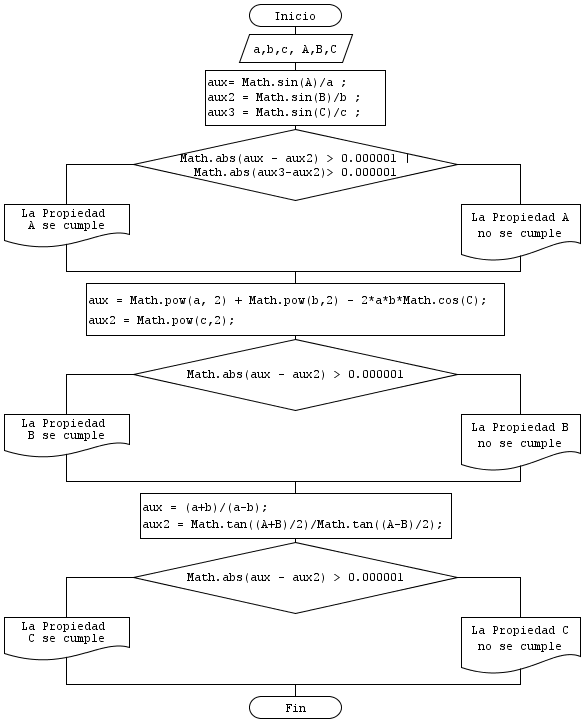 Inicio
a,b,c, A,B,C
aux= Math.sin(A)/a ;
aux2 = Math.sin(B)/b ;
aux3 = Math.sin(C)/c ;
Math.abs(aux - aux2) > 0.000001 |
Math.abs(aux3-aux2)> 0.000001
La Propiedad
A se cumple
La Propiedad A
no se cumple
aux = Math.pow(a, 2) + Math.pow(b,2) - 2*a*b*Math.cos(C);
aux2 = Math.pow(c,2);
Math.abs(aux - aux2) > 0.000001
La Propiedad
B se cumple
La Propiedad B
no se cumple
aux = (a+b)/(a-b);
aux2 = Math.tan((A+B)/2)/Math.tan((A-B)/2);
Math.abs(aux - aux2) > 0.000001
La Propiedad
C se cumple
La Propiedad C
no se cumple
Fin